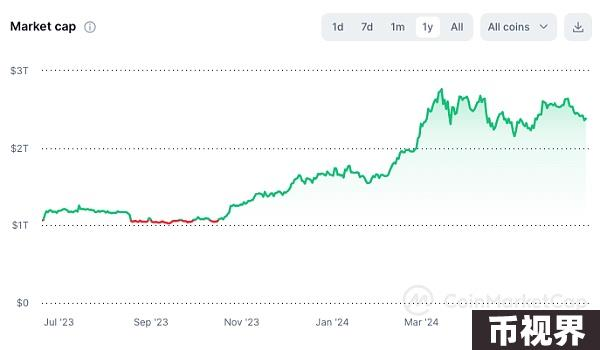 Market cap
1d 7d 1m 1y All All coins
$3T
$2T
$1T
$0
CoinMarketCap
Jul '23 Sep '23 Nov '23 Jan '24 Mar '24
币视界